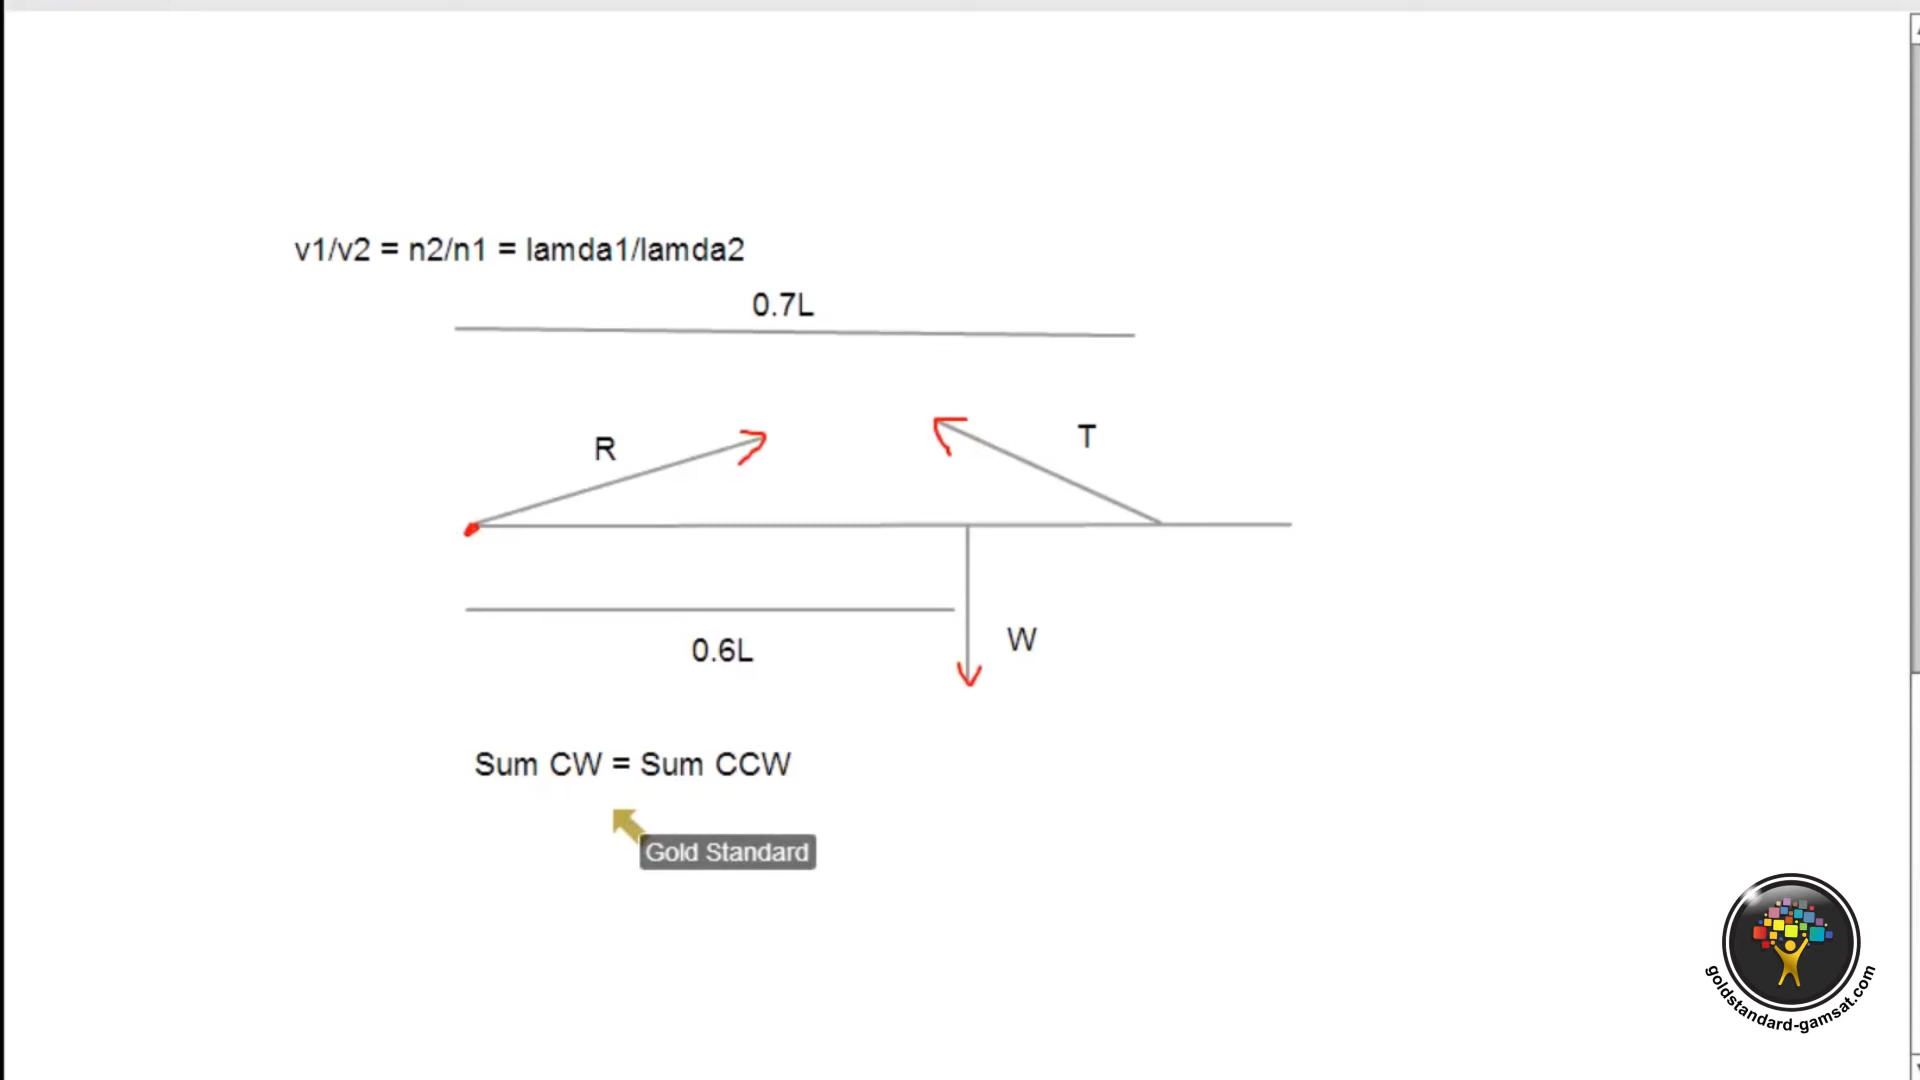 v1/v2 = n2/n1 = lamda1/lamda2
0.7L
R
T
0.6L
W
Sum CW = Sum CCW
Gold Standard
goldstandard-gamsat.com